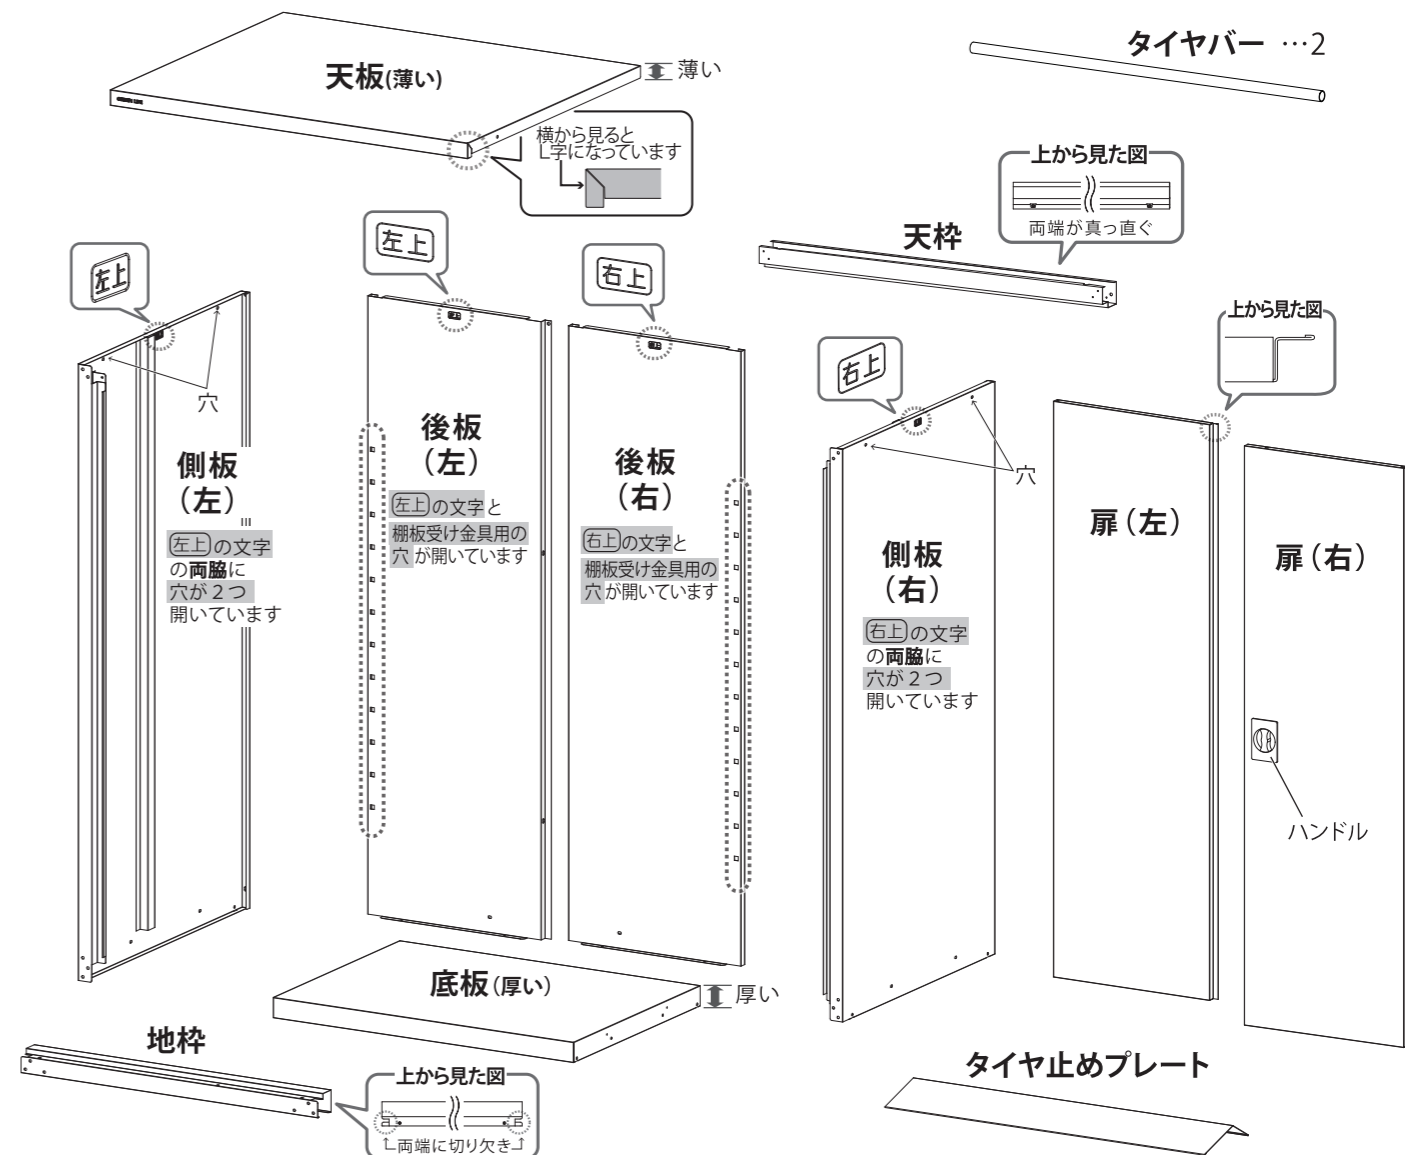 天板(薄い)
薄い
横から見ると
L字になっています
タイヤバー …2
上から見た図
両端が真っ直ぐ
天枠
左上
穴
側板
（左）
左上の文字
の両脇に
穴が２つ
開いています
左上
後板
（左）
左上の文字と
棚板受け金具用の
穴が開いています
右上
後板
（右）
右上の文字と
棚板受け金具用の
穴が開いています
右上
穴
側板
（右）
右上の文字
の両脇に
穴が２つ
開いています
上から見た図
扉（左）
扉（右）
ハンドル
底板(厚い)
厚い
地枠
上から見た図
両端に切り欠き
タイヤ止めプレート